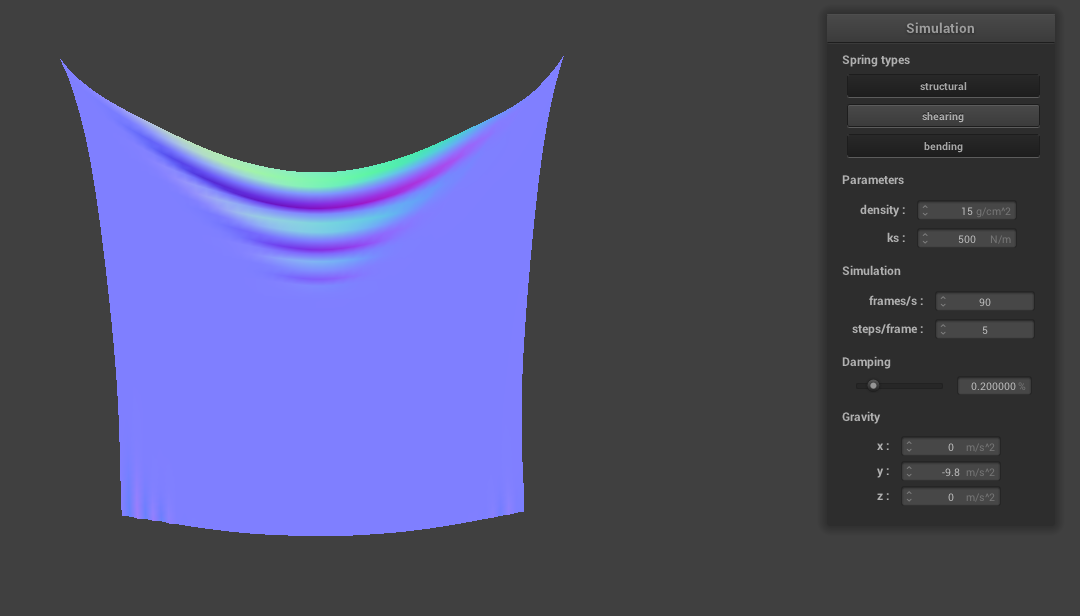 Simulation
Spring types
structural
shearing
bending
Parameters
density : 15 g/cm^2
ks : 500 N/m
Simulation
frames/s : 90
steps/frame : 5
Damping
0.200000 %
Gravity
x : 0 m/s^2
y : -9.8 m/s^2
z : 0 m/s^2